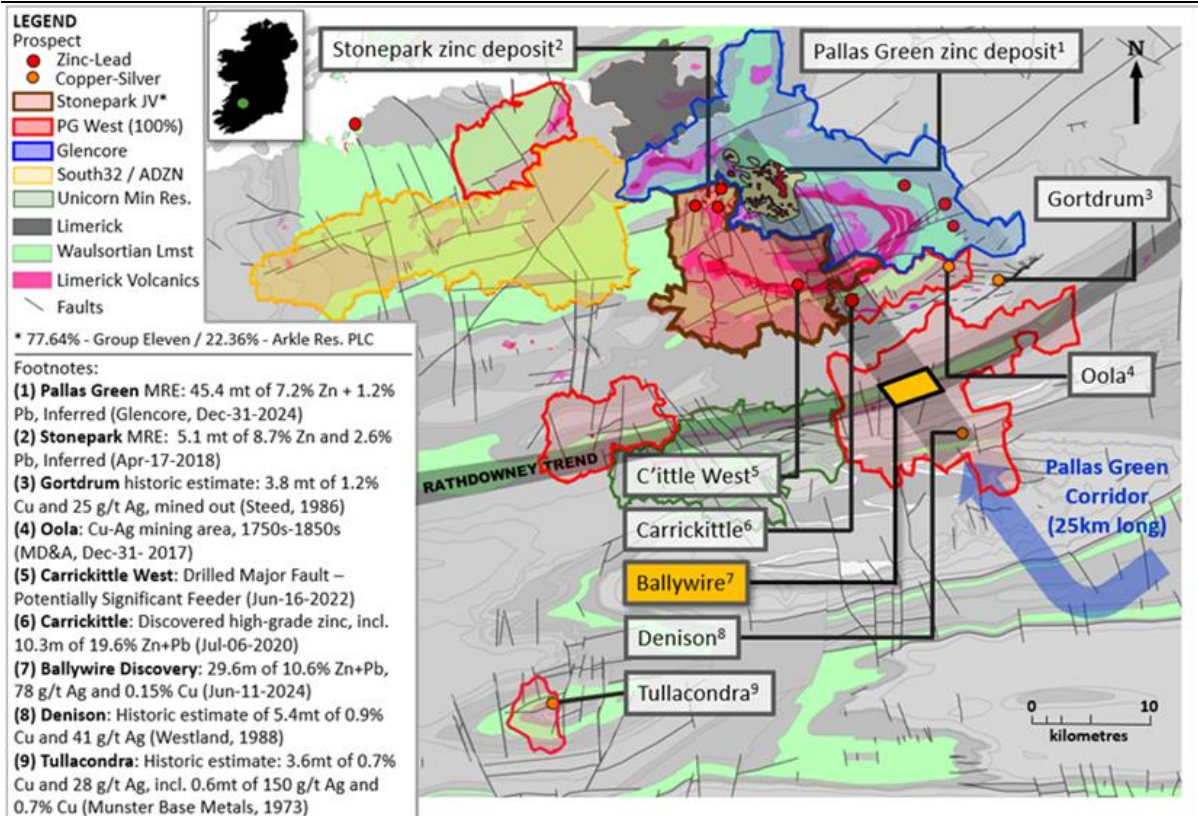 LEGEND
Prospect
Zinc-Lead
Copper-Silver
Stonepark JV*
PG West (100%)
Glencore
South32 / ADZN
Unicorn Min Res.
Limerick
Waulsortian Lmst
Limerick Volcanics
Faults
* 77.64% - Group Eleven / 22.36% - Arkle Res. PLC
Footnotes:
(1) Pallas Green MRE: 45.4 mt of 7.2% Zn + 1.2%
Pb, Inferred (Glencore, Dec-31-2024)
(2) Stonepark MRE: 5.1 mt of 8.7% Zn and 2.6%
Pb, Inferred (Apr-17-2018)
(3) Gortdrum historic estimate: 3.8 mt of 1.2%
Cu and 25 g/t Ag, mined out (Steed, 1986)
(4) Oola: Cu-Ag mining area, 1750s-1850s
(MD&A, Dec-31- 2017)
(5) Carrickittle West: Drilled Major Fault –
Potentially Significant Feeder (Jun-16-2022)
(6) Carrickittle: Discovered high-grade zinc, incl.
10.3m of 19.6% Zn+Pb (Jul-06-2020)
(7) Ballywire Discovery: 29.6m of 10.6% Zn+Pb,
78 g/t Ag and 0.15% Cu (Jun-11-2024)
(8) Denison: Historic estimate of 5.4mt of 0.9%
Cu and 41 g/t Ag (Westland, 1988)
(9) Tullacondra: Historic estimate: 3.6mt of 0.7%
Cu and 28 g/t Ag, incl. 0.6mt of 150 g/t Ag and
0.7% Cu (Munster Base Metals, 1973)
Stonepark zinc deposit2
Pallas Green zinc deposit1
N
Gortdrum3
Oola4
RATHDOWNEY TREND
C'ittle West5
Carrickittle6
Ballywire7
Denison8
Tullacondra9
Pallas Green
Corridor
(25km long)
0 10
kilometres